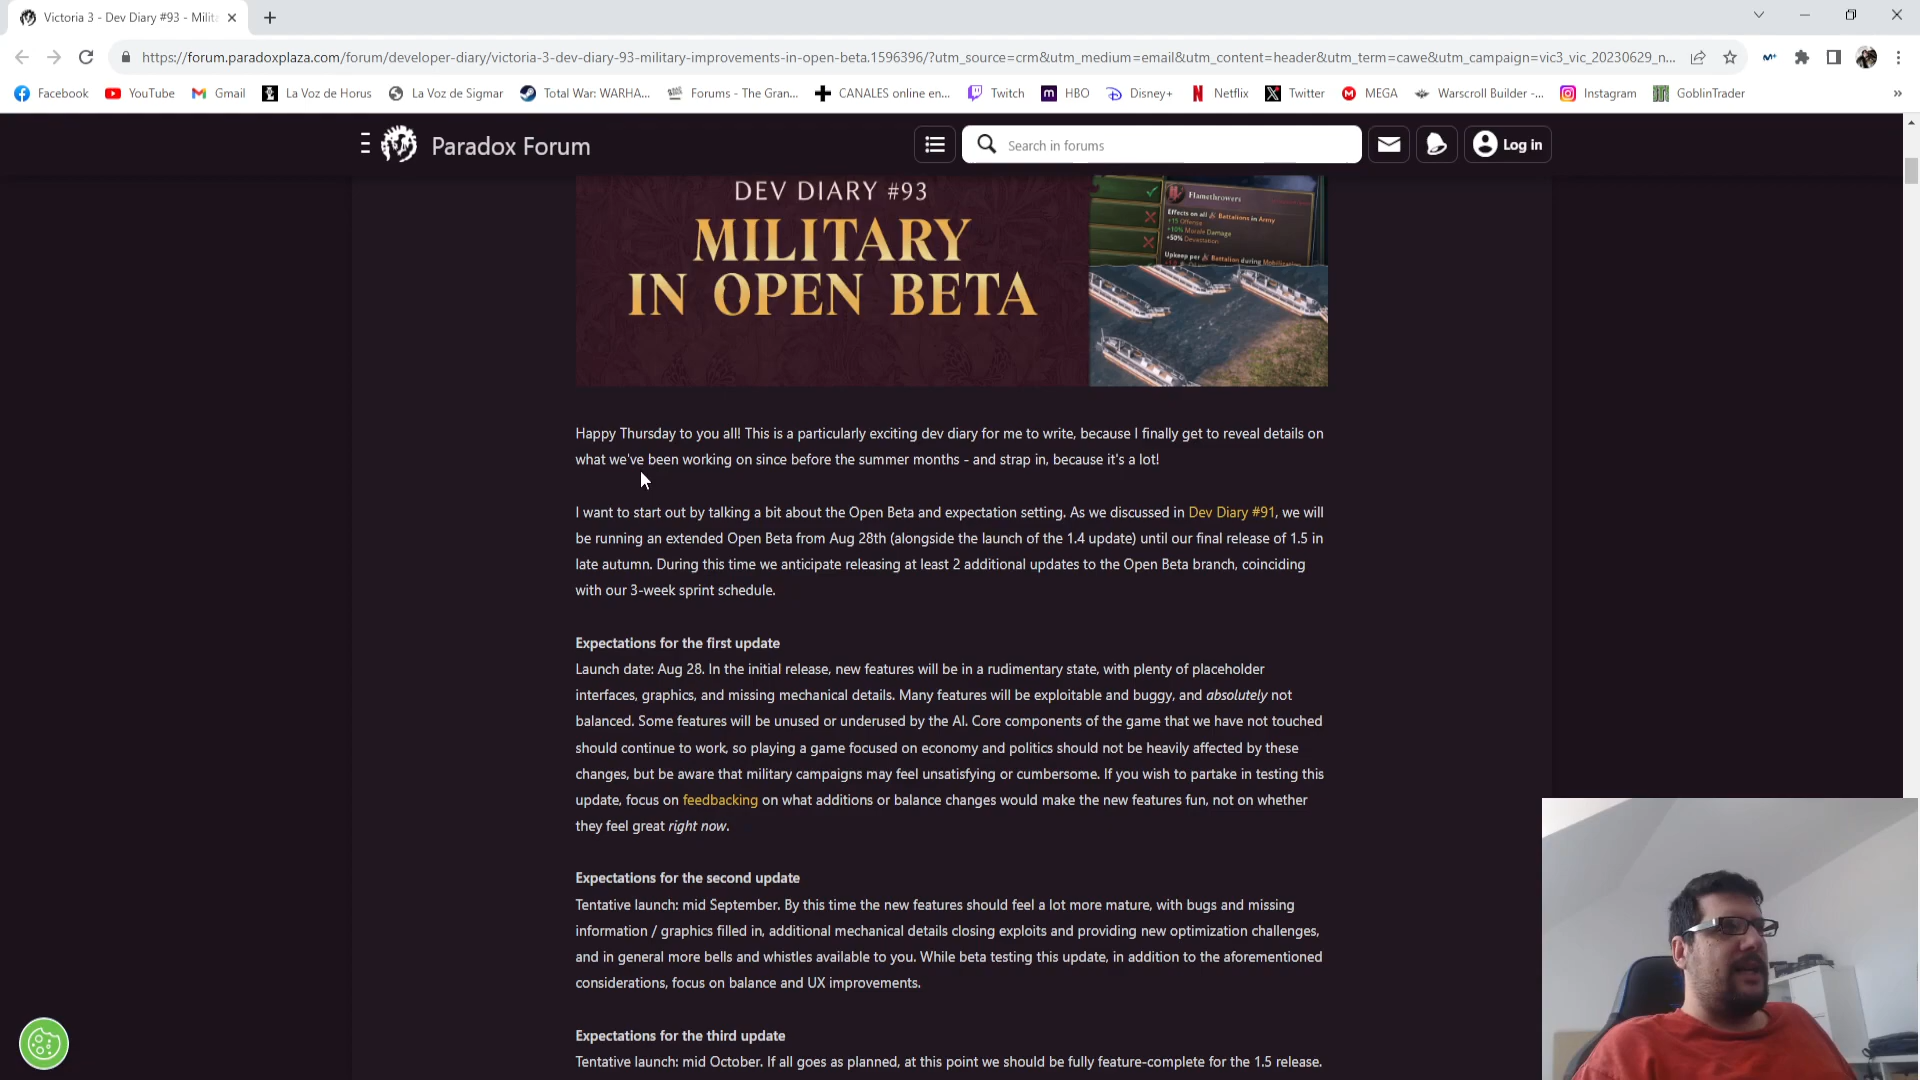 Victoria 3 - Dev Diary #93 - Milit
https://forum.paradoxplaza.com/forum/developer-diary/victoria-3-dev-diary-93-military-improvements-in-open-beta.1596396/?utm_source=crm&utm_medium=email&utm_content=header&utm_term=cawe&utm_campaign=vic3_vic_20230629_n...
Facebook YouTube Gmail La Voz de Horus La Voz de Sigmar Total War: WARHA... Forums - The Gran... CANALES online en... Twitch HBO Disney+ Netflix Twitter MEGA Warscroll Builder -... Instagram GoblinTrader »
Paradox Forum Search in forums Log in
DEV DIARY #93
MILITARY
IN OPEN BETA
Flamethrowers
Effects on all Battalions in Army
+15 Offense
+10% Morale Damage
+50% Devastation
Upkeep per Battalion during Mobilization
Happy Thursday to you all! This is a particularly exciting dev diary for me to write, because I finally get to reveal details on
what we've been working on since before the summer months - and strap in, because it's a lot!
I want to start out by talking a bit about the Open Beta and expectation setting. As we discussed in Dev Diary #91, we will
be running an extended Open Beta from Aug 28th (alongside the launch of the 1.4 update) until our final release of 1.5 in
late autumn. During this time we anticipate releasing at least 2 additional updates to the Open Beta branch, coinciding
with our 3-week sprint schedule.
Expectations for the first update
Launch date: Aug 28. In the initial release, new features will be in a rudimentary state, with plenty of placeholder
interfaces, graphics, and missing mechanical details. Many features will be exploitable and buggy, and absolutely not
balanced. Some features will be unused or underused by the AI. Core components of the game that we have not touched
should continue to work, so playing a game focused on economy and politics should not be heavily affected by these
changes, but be aware that military campaigns may feel unsatisfying or cumbersome. If you wish to partake in testing this
update, focus on feedbacking on what additions or balance changes would make the new features fun, not on whether
they feel great right now.
Expectations for the second update
Tentative launch: mid September. By this time the new features should feel a lot more mature, with bugs and missing
information / graphics filled in, additional mechanical details closing exploits and providing new optimization challenges,
and in general more bells and whistles available to you. While beta testing this update, in addition to the aforementioned
considerations, focus on balance and UX improvements.
Expectations for the third update
Tentative launch: mid October. If all goes as planned, at this point we should be fully feature-complete for the 1.5 release.